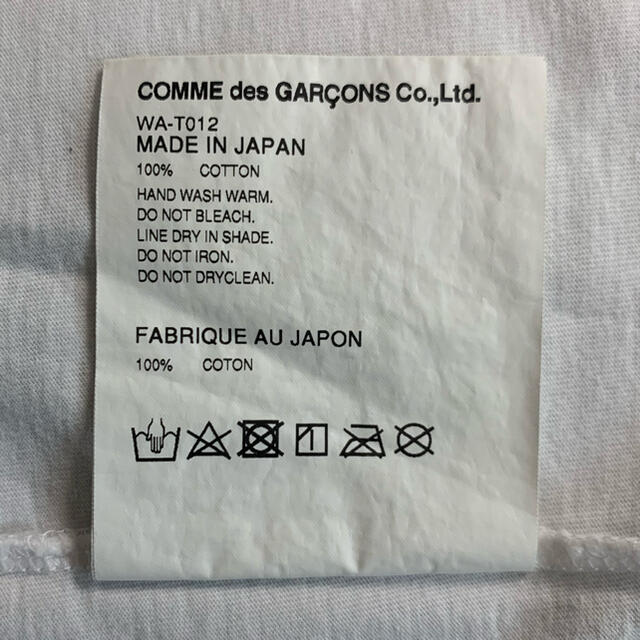 COMME des GARÇONS Co.,Ltd.
WA-T012
MADE IN JAPAN
100% COTTON
HAND WASH WARM.
DO NOT BLEACH.
LINE DRY IN SHADE.
DO NOT IRON.
DO NOT DRYCLEAN.
FABRIQUE AU JAPON
100% COTON